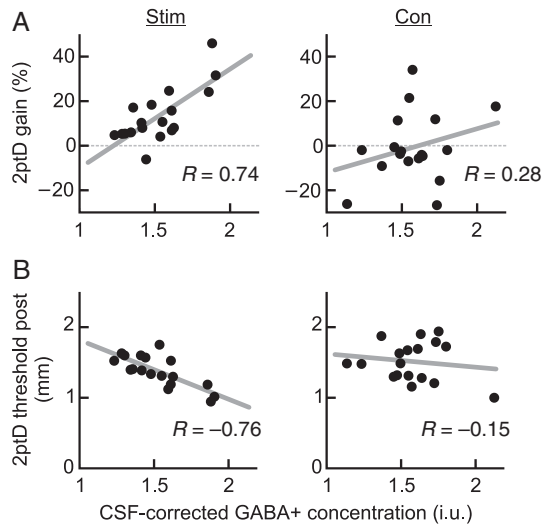 A
Stim
Con
2ptD gain (%)
40
20
0
−20
R = 0.74
1
1.5
2
40
20
0
−20
R = 0.28
1
1.5
2
B
2ptD threshold post
(mm)
2
1
0
R = −0.76
1
1.5
2
2
1
0
R = −0.15
1
1.5
2
CSF-corrected GABA+ concentration (i.u.)